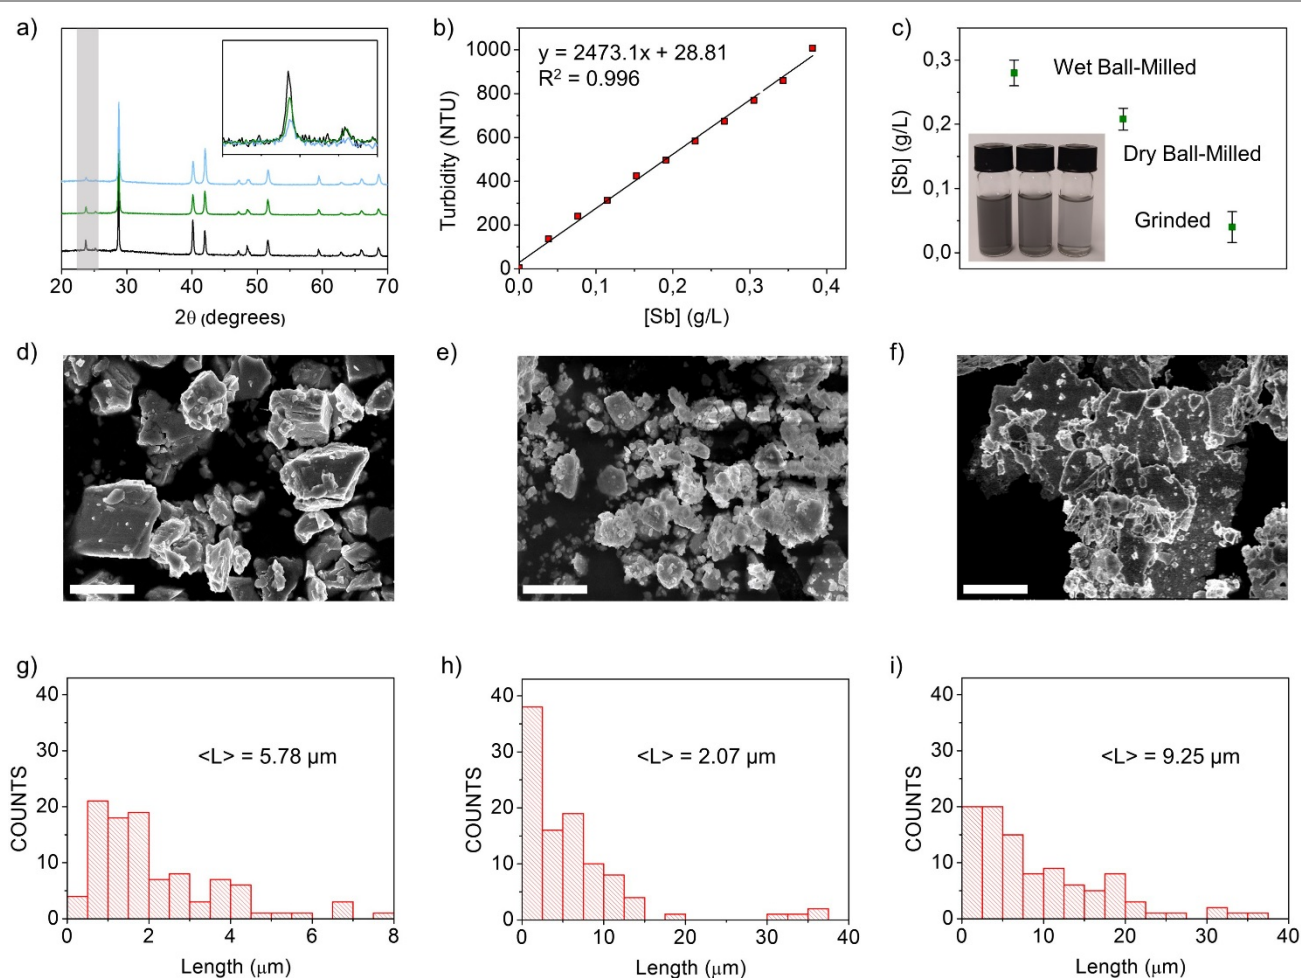 a)
20 30 40 50 60 70
2θ (degrees)
b)
y = 2473.1x + 28.81
R² = 0.996
1000
800
600
400
200
0
Turbidity (NTU)
0,0 0,1 0,2 0,3 0,4
[Sb] (g/L)
c)
Wet Ball-Milled
Dry Ball-Milled
Grinded
0,3
0,2
0,1
0,0
[Sb] (g/L)
d)
e)
f)
g)
<L> = 5.78 µm
40
30
20
10
0
COUNTS
0 2 4 6 8
Length (µm)
h)
<L> = 2.07 µm
40
30
20
10
0
COUNTS
0 10 20 30 40
Length (µm)
i)
<L> = 9.25 µm
40
30
20
10
0
COUNTS
0 10 20 30 40
Length (µm)